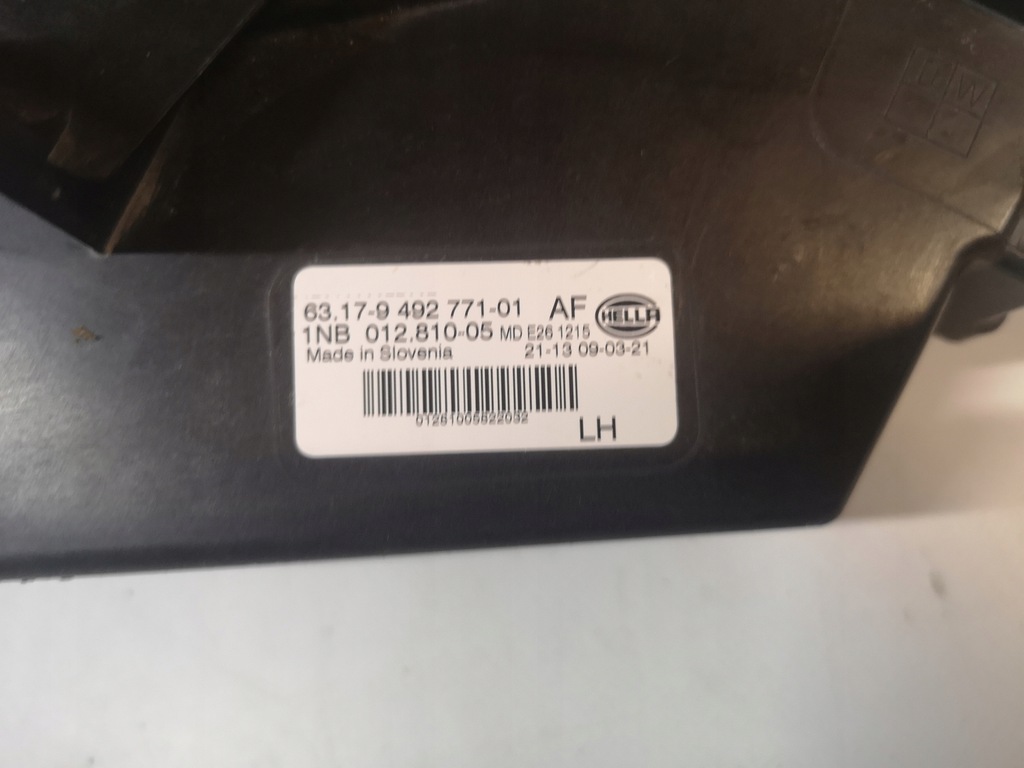 63.17-9 492 771-01 AF HELLA
1NB 012.810-05 MD E26 1215
Made in Slovenia 21-13 09-03-21
LH